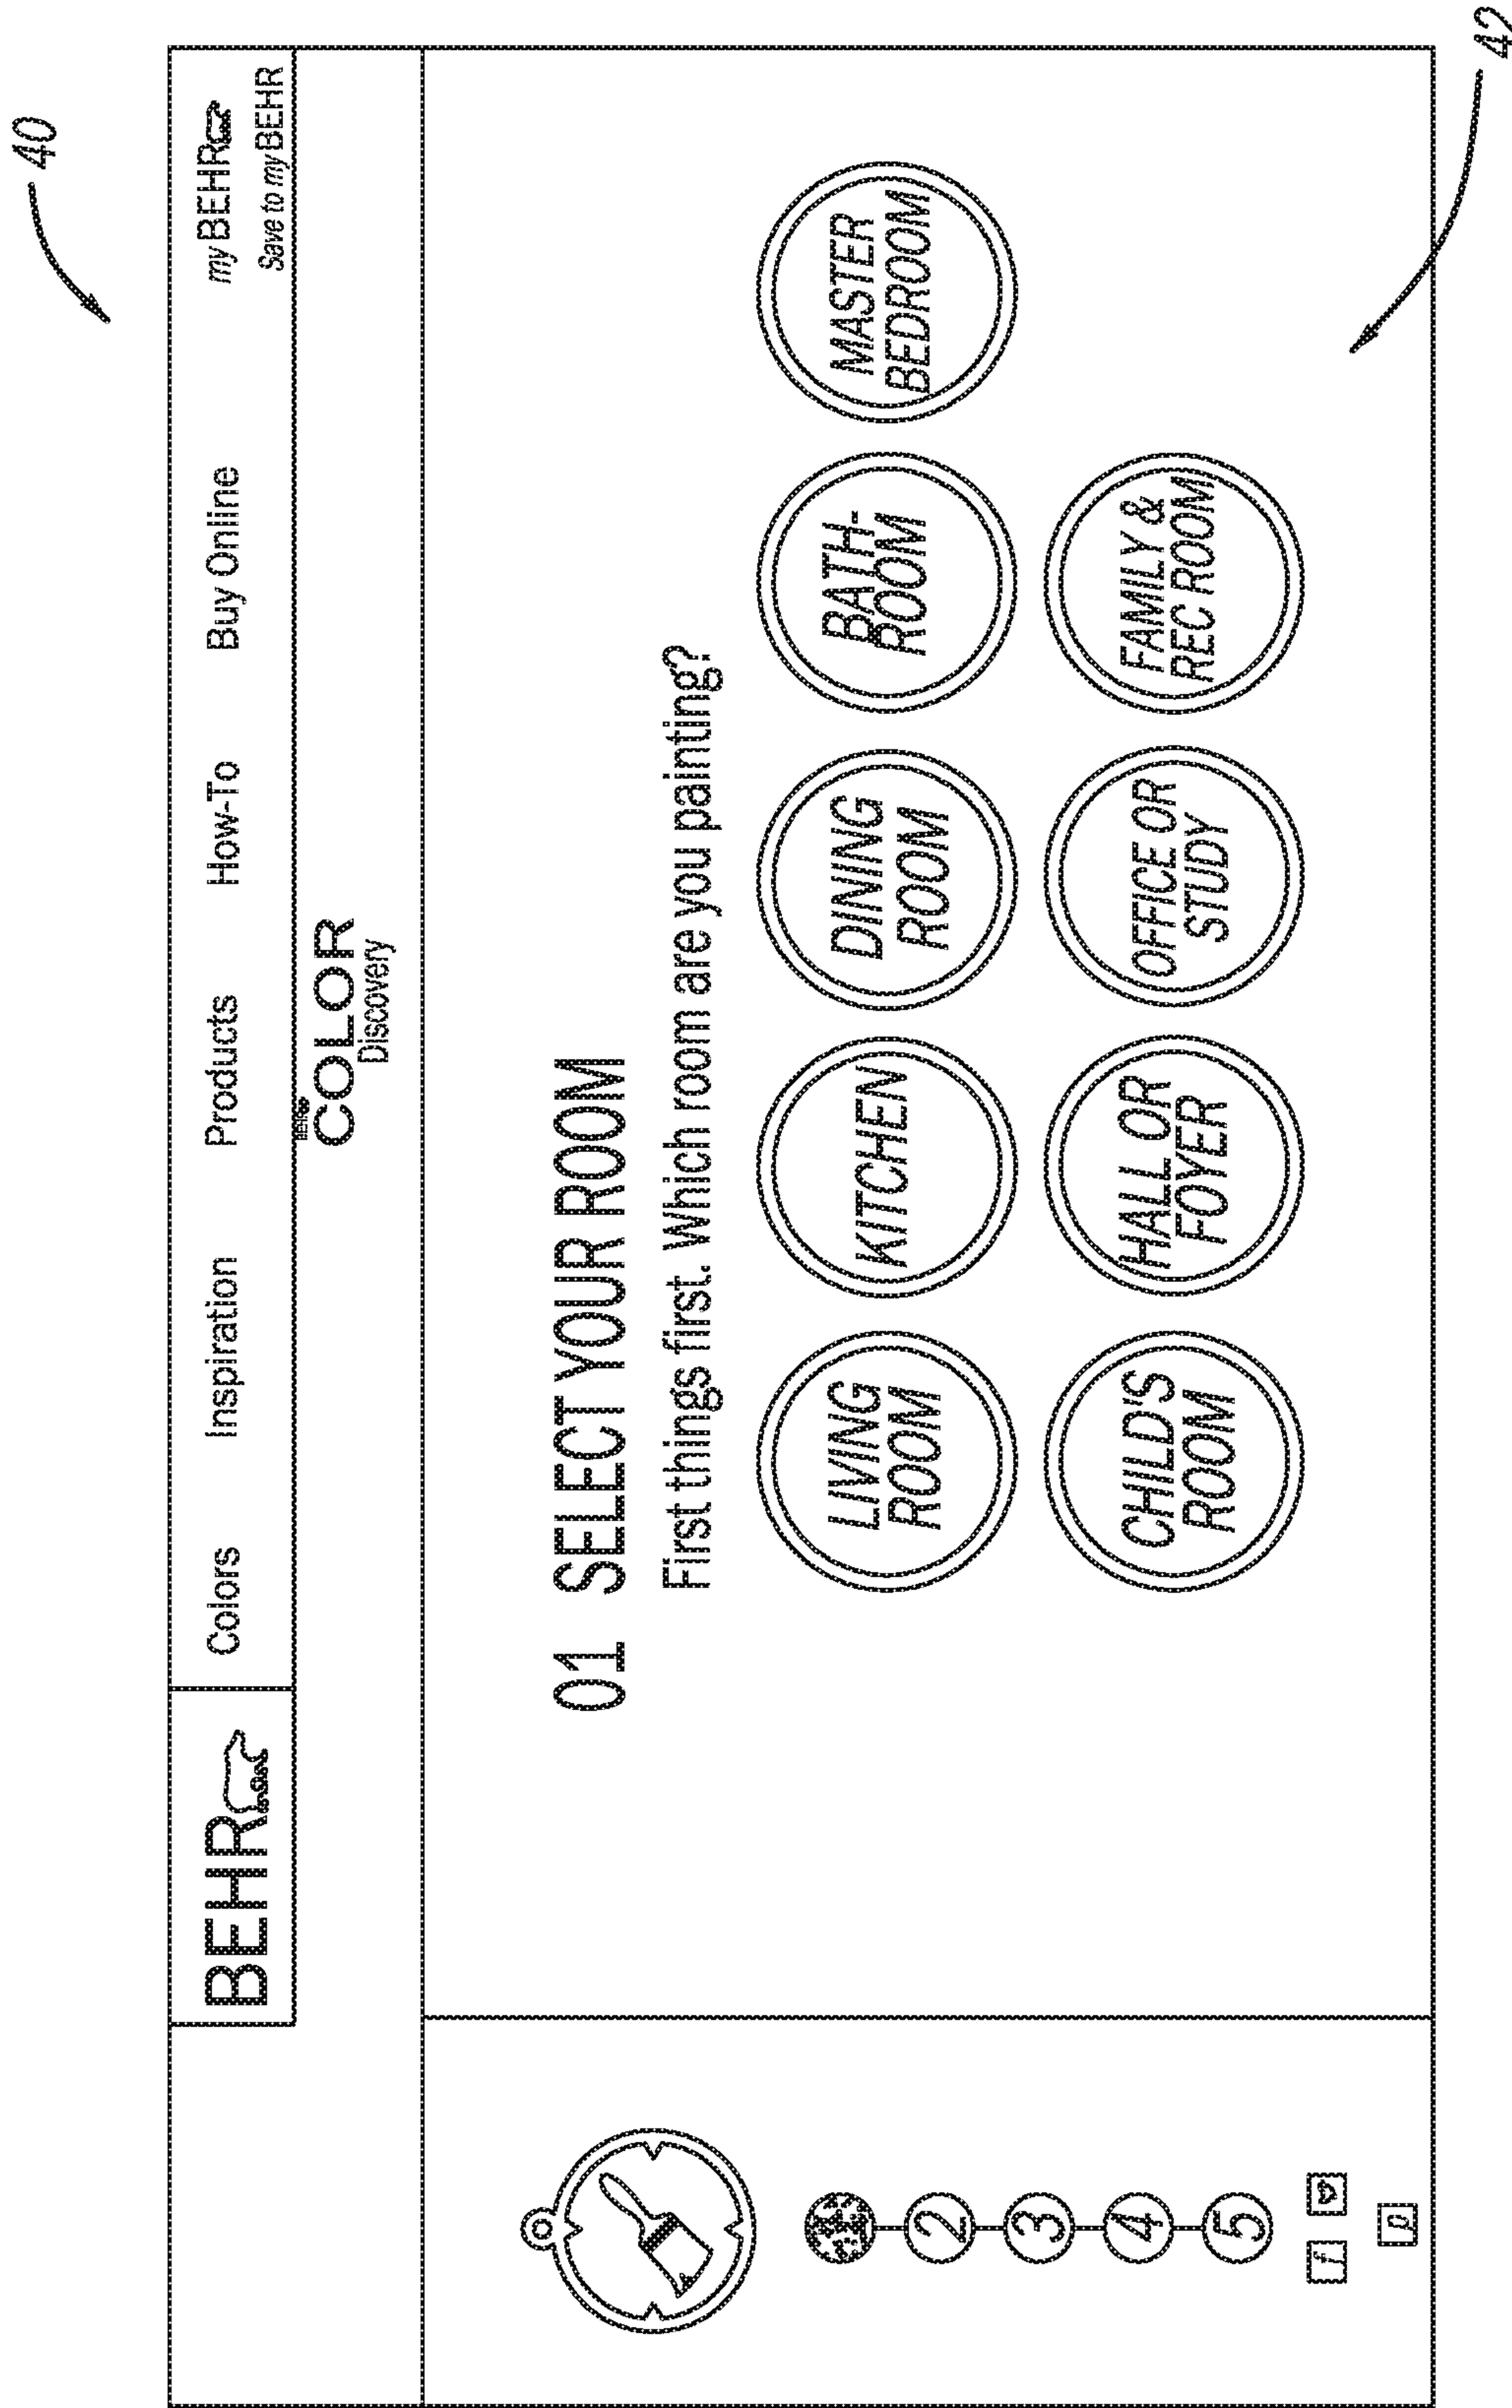 40
BEHR
Colors
Inspiration
Products
How-To
Buy Online
my BEHR
Save to my BEHR
BEHR
COLOR
Discovery
01 SELECT YOUR ROOM
First things first. Which room are you painting?
LIVING
ROOM
KITCHEN
DINING
ROOM
BATH-
ROOM
MASTER
BEDROOM
CHILD'S
ROOM
HALL OR
FOYER
OFFICE OR
STUDY
FAMILY &
REC ROOM
2
3
4
5
f
p
42